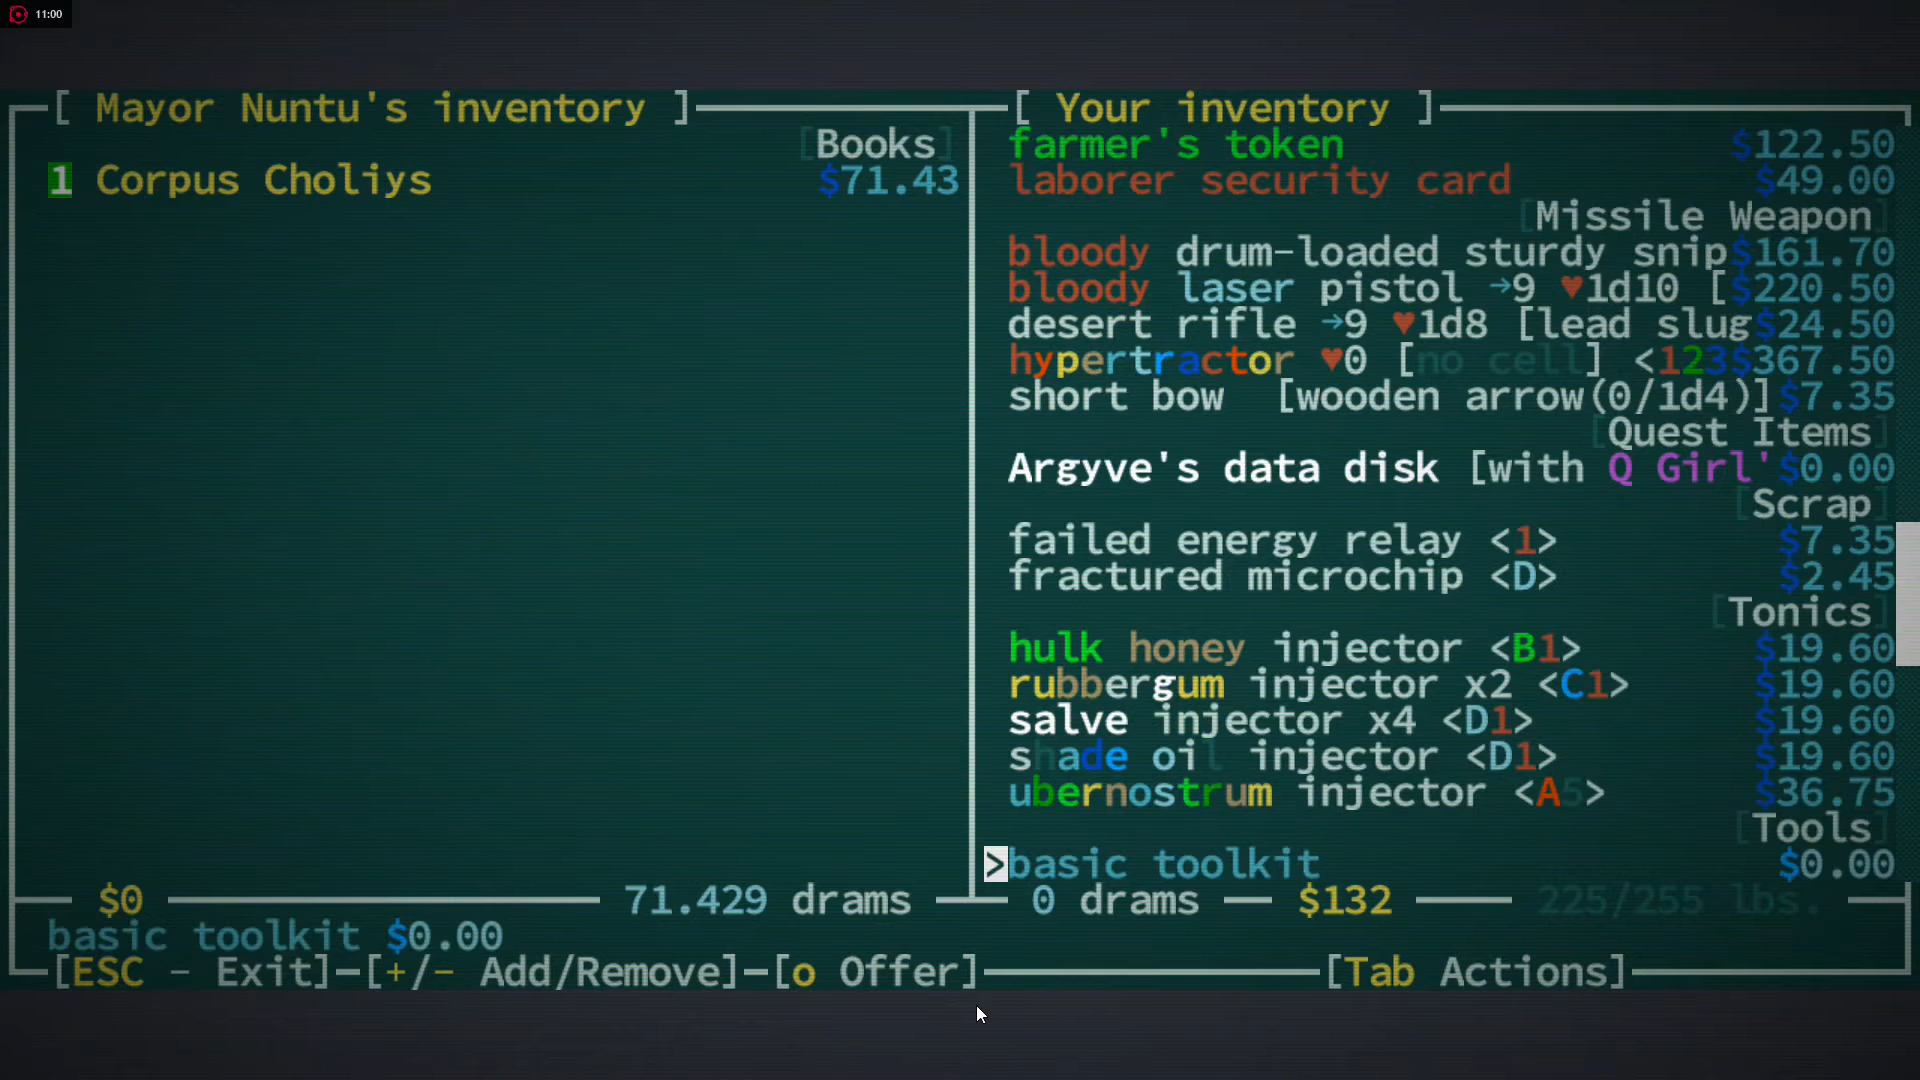 11:00
[ Mayor Nuntu's inventory ]
[Books]
1 Corpus Choliys $71.43
[ Your inventory ]
farmer's token $122.50
laborer security card $49.00
[Missile Weapon]
bloody drum-loaded sturdy snip$161.70
bloody laser pistol →9 ♥1d10 [$220.50
desert rifle →9 ♥1d8 [lead slug$24.50
hypertractor ♥0 [no cell] <123$367.50
short bow [wooden arrow(0/1d4)]$7.35
[Quest Items]
Argyve's data disk [with Q Girl'$0.00
[Scrap]
failed energy relay <1> $7.35
fractured microchip <D> $2.45
[Tonics]
hulk honey injector <B1> $19.60
rubbergum injector x2 <C1> $19.60
salve injector x4 <D1> $19.60
shade oil injector <D1> $19.60
ubernostrum injector <A5> $36.75
[Tools]
>basic toolkit $0.00
$0 71.429 drams 0 drams $132 225/255 lbs.
basic toolkit $0.00
[ESC - Exit]-[+/- Add/Remove]-[o Offer] [Tab Actions]